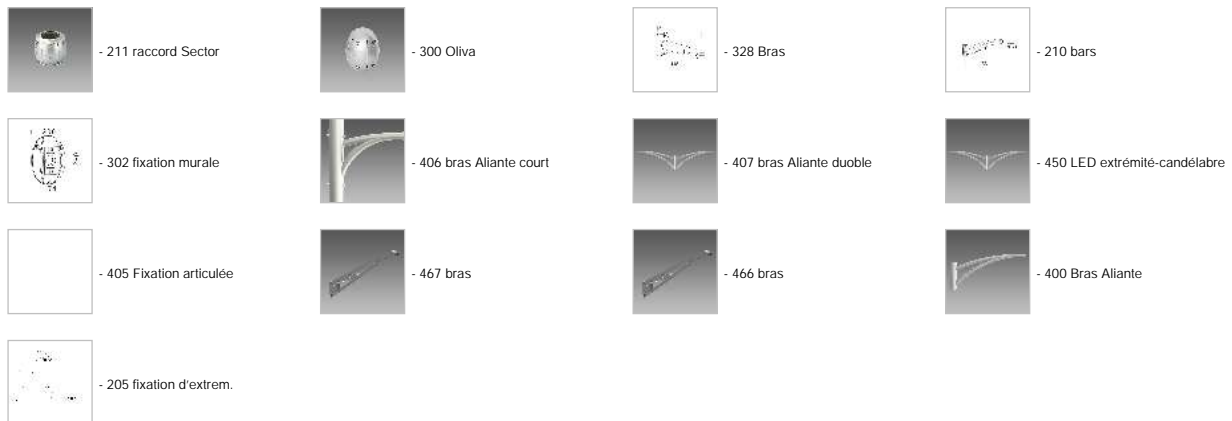 - 211 raccord Sector
- 300 Oliva
- 328 Bras
- 210 bars
- 302 fixation murale
- 406 bras Aliante court
- 407 bras Aliante duoble
- 450 LED extrémité-candélabre
- 405 Fixation articulée
- 467 bras
- 466 bras
- 400 Bras Aliante
- 205 fixation d'extrem.